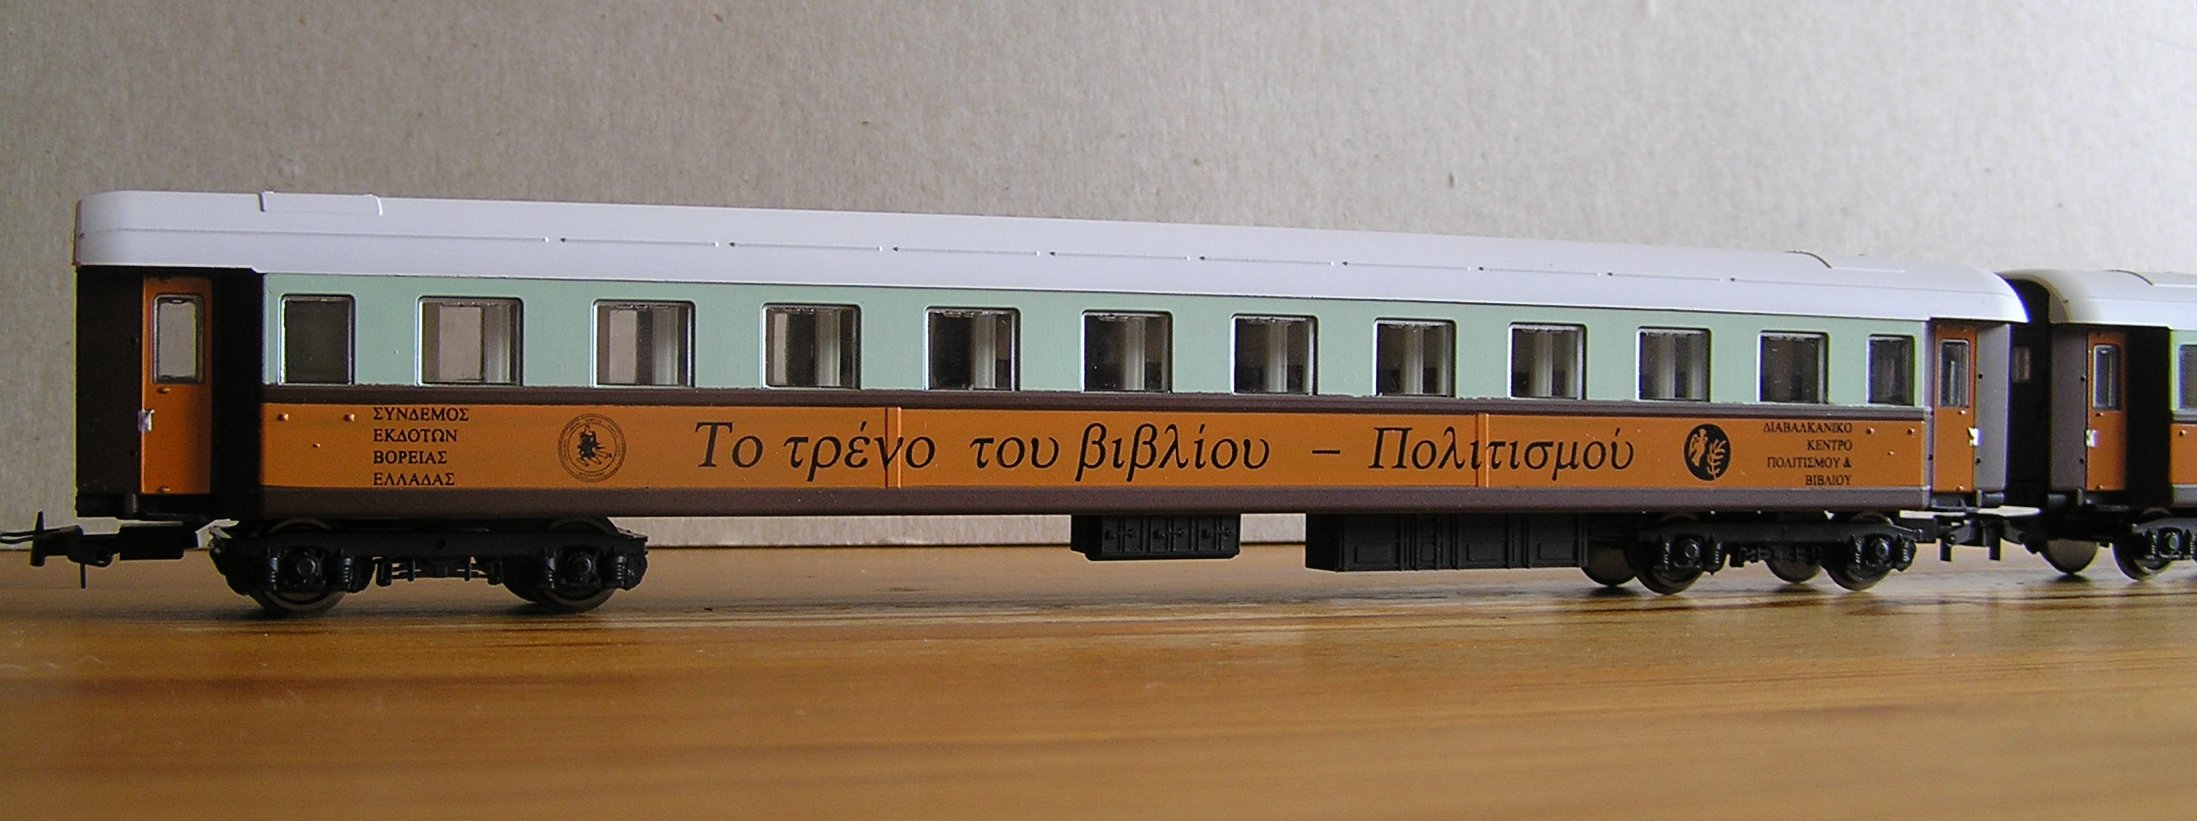 ΣΥΝΔΕΜΟΣ
ΕΚΔΟΤΩΝ
ΒΟΡΕΙΑΣ
ΕΛΛΑΔΑΣ
Το τρένο του βιβλίου – Πολιτισμού
ΔΙΑΒΑΛΚΑΝΙΚΟ
ΚΕΝΤΡΟ
ΠΟΛΙΤΙΣΜΟΥ &
ΒΙΒΛΙΟΥ